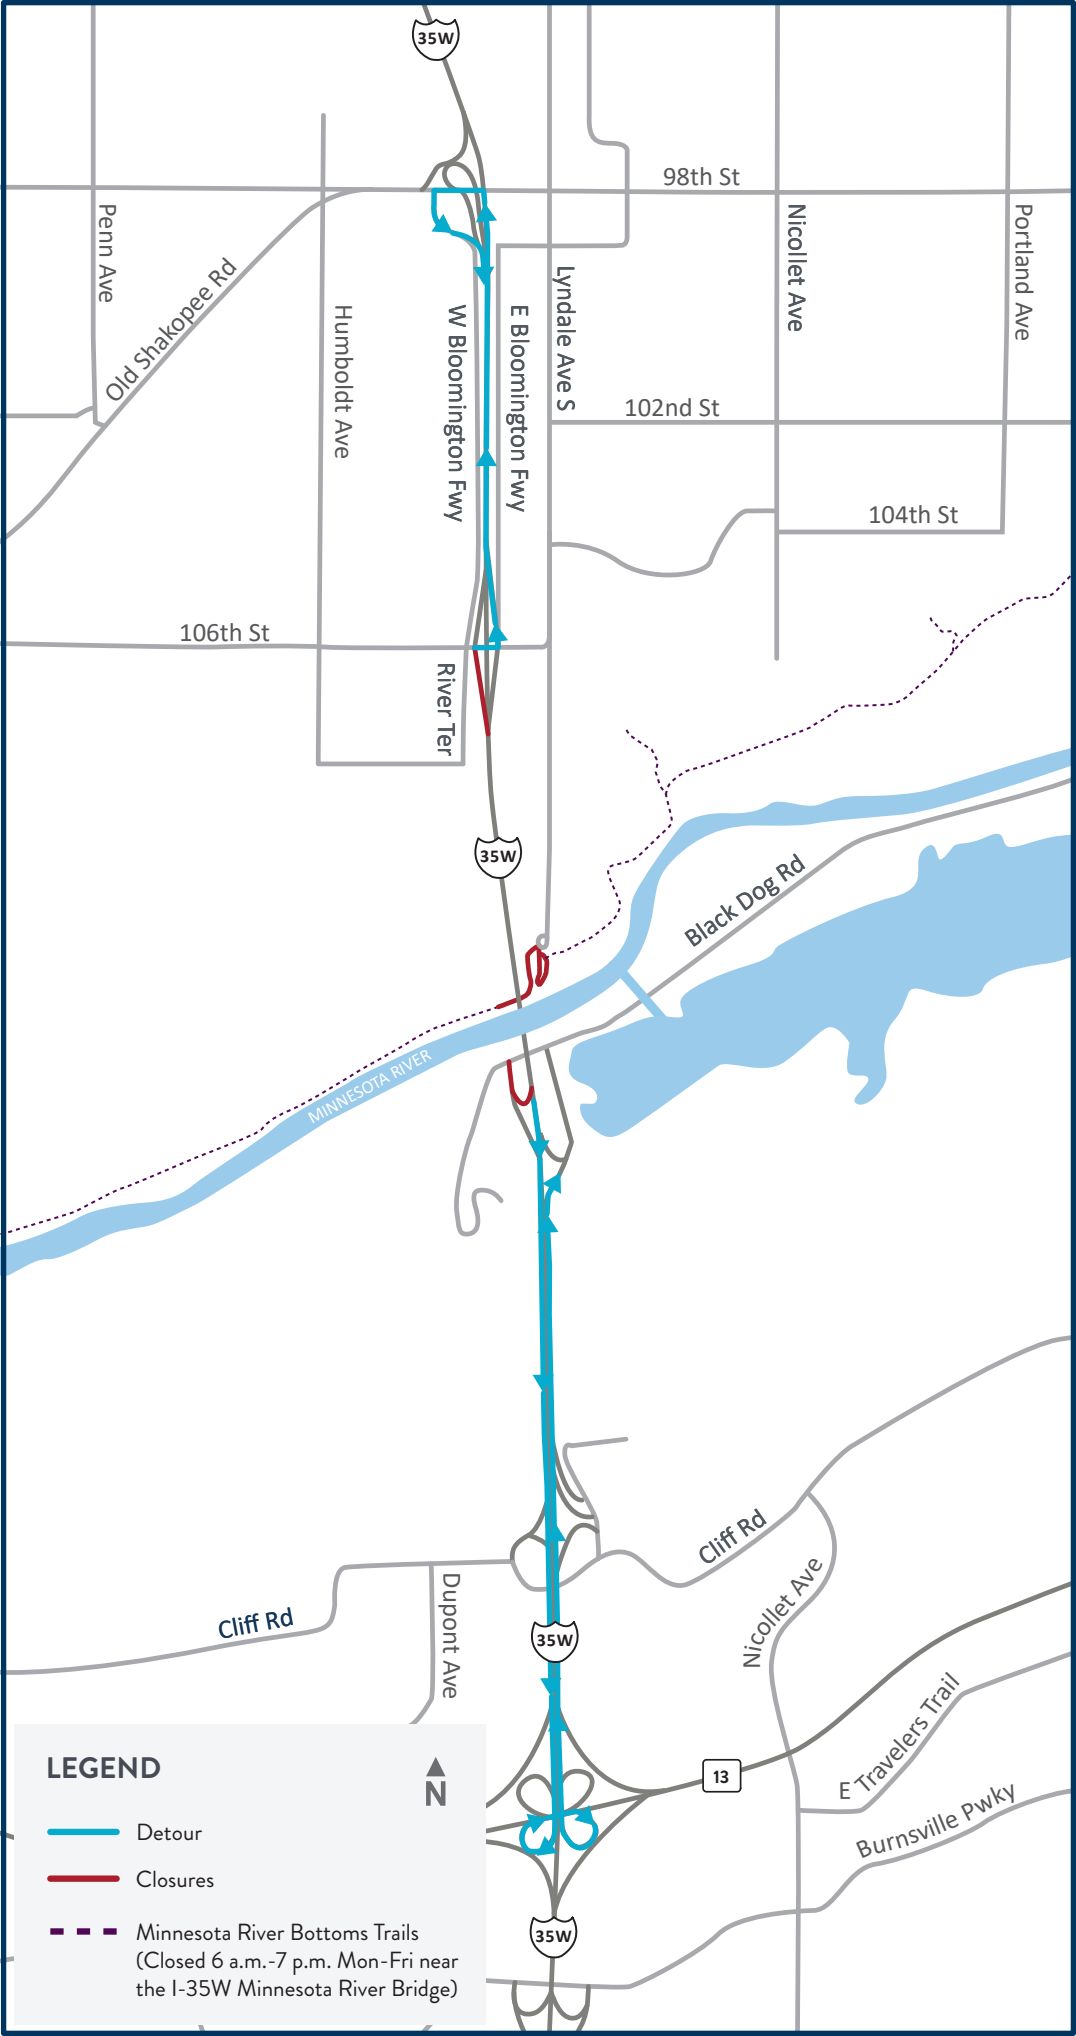 35W
98th St
Penn Ave
Old Shakopee Rd
Humboldt Ave
W Bloomington Fwy
E Bloomington Fwy
Lyndale Ave S
Nicollet Ave
Portland Ave
102nd St
104th St
106th St
River Ter
35W
Black Dog Rd
MINNESOTA RIVER
Cliff Rd
Nicollet Ave
Cliff Rd
Dupont Ave
35W
13
E Travelers Trail
Burnsville Pwky
35W
LEGEND
N
Detour
Closures
Minnesota River Bottoms Trails
(Closed 6 a.m.-7 p.m. Mon-Fri near
the I-35W Minnesota River Bridge)